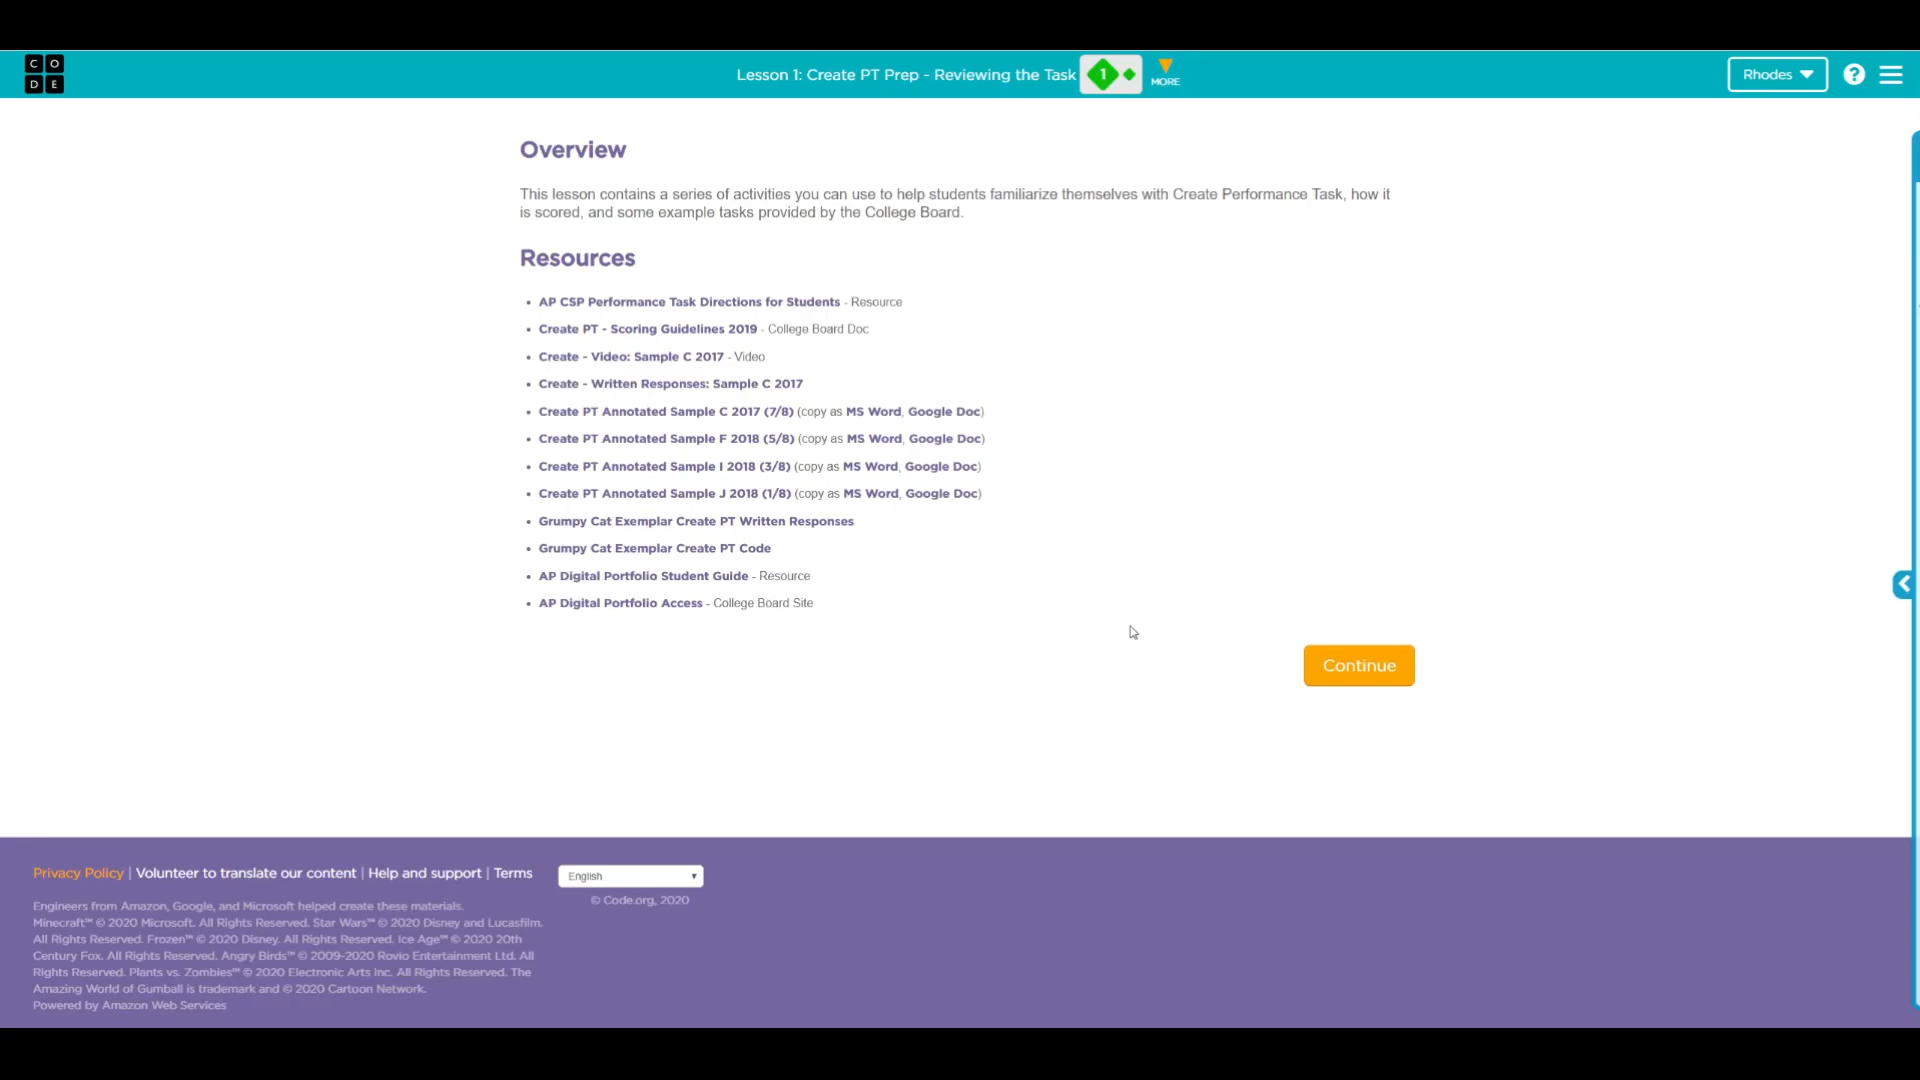 C O
D E
Lesson 1: Create PT Prep - Reviewing the Task
1
MORE
Rhodes
?
Overview
This lesson contains a series of activities you can use to help students familiarize themselves with Create Performance Task, how it
is scored, and some example tasks provided by the College Board.
Resources
• AP CSP Performance Task Directions for Students - Resource
• Create PT - Scoring Guidelines 2019 - College Board Doc
• Create - Video: Sample C 2017 - Video
• Create - Written Responses: Sample C 2017
• Create PT Annotated Sample C 2017 (7/8) (copy as MS Word, Google Doc)
• Create PT Annotated Sample F 2018 (5/8) (copy as MS Word, Google Doc)
• Create PT Annotated Sample I 2018 (3/8) (copy as MS Word, Google Doc)
• Create PT Annotated Sample J 2018 (1/8) (copy as MS Word, Google Doc)
• Grumpy Cat Exemplar Create PT Written Responses
• Grumpy Cat Exemplar Create PT Code
• AP Digital Portfolio Student Guide - Resource
• AP Digital Portfolio Access - College Board Site
Continue
Privacy Policy | Volunteer to translate our content | Help and support | Terms
English
© Code.org, 2020
Engineers from Amazon, Google, and Microsoft helped create these materials.
Minecraft™ © 2020 Microsoft. All Rights Reserved. Star Wars™ © 2020 Disney and Lucasfilm.
All Rights Reserved. Frozen™ © 2020 Disney. All Rights Reserved. Ice Age™ © 2020 20th
Century Fox. All Rights Reserved. Angry Birds™ © 2009-2020 Rovio Entertainment Ltd. All
Rights Reserved. Plants vs. Zombies™ © 2020 Electronic Arts Inc. All Rights Reserved. The
Amazing World of Gumball is trademark and © 2020 Cartoon Network.
Powered by Amazon Web Services